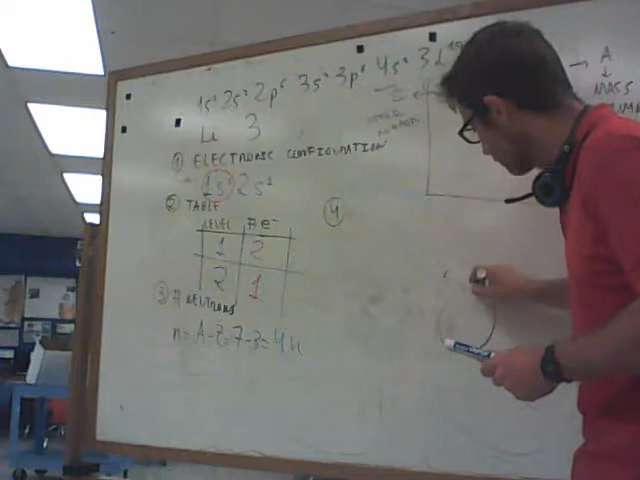 1s² 2s² 2p⁶ 3s² 3p⁶ 4s² 3d¹⁰
→ A
Li 3
MASS
① ELECTRONIC CONFIGURATION
1s² 2s¹
② TABLE
④
LEVEL #e⁻
1 2
2 1
③ # NEUTRONS
n = A-Z = 7-3 = 4n